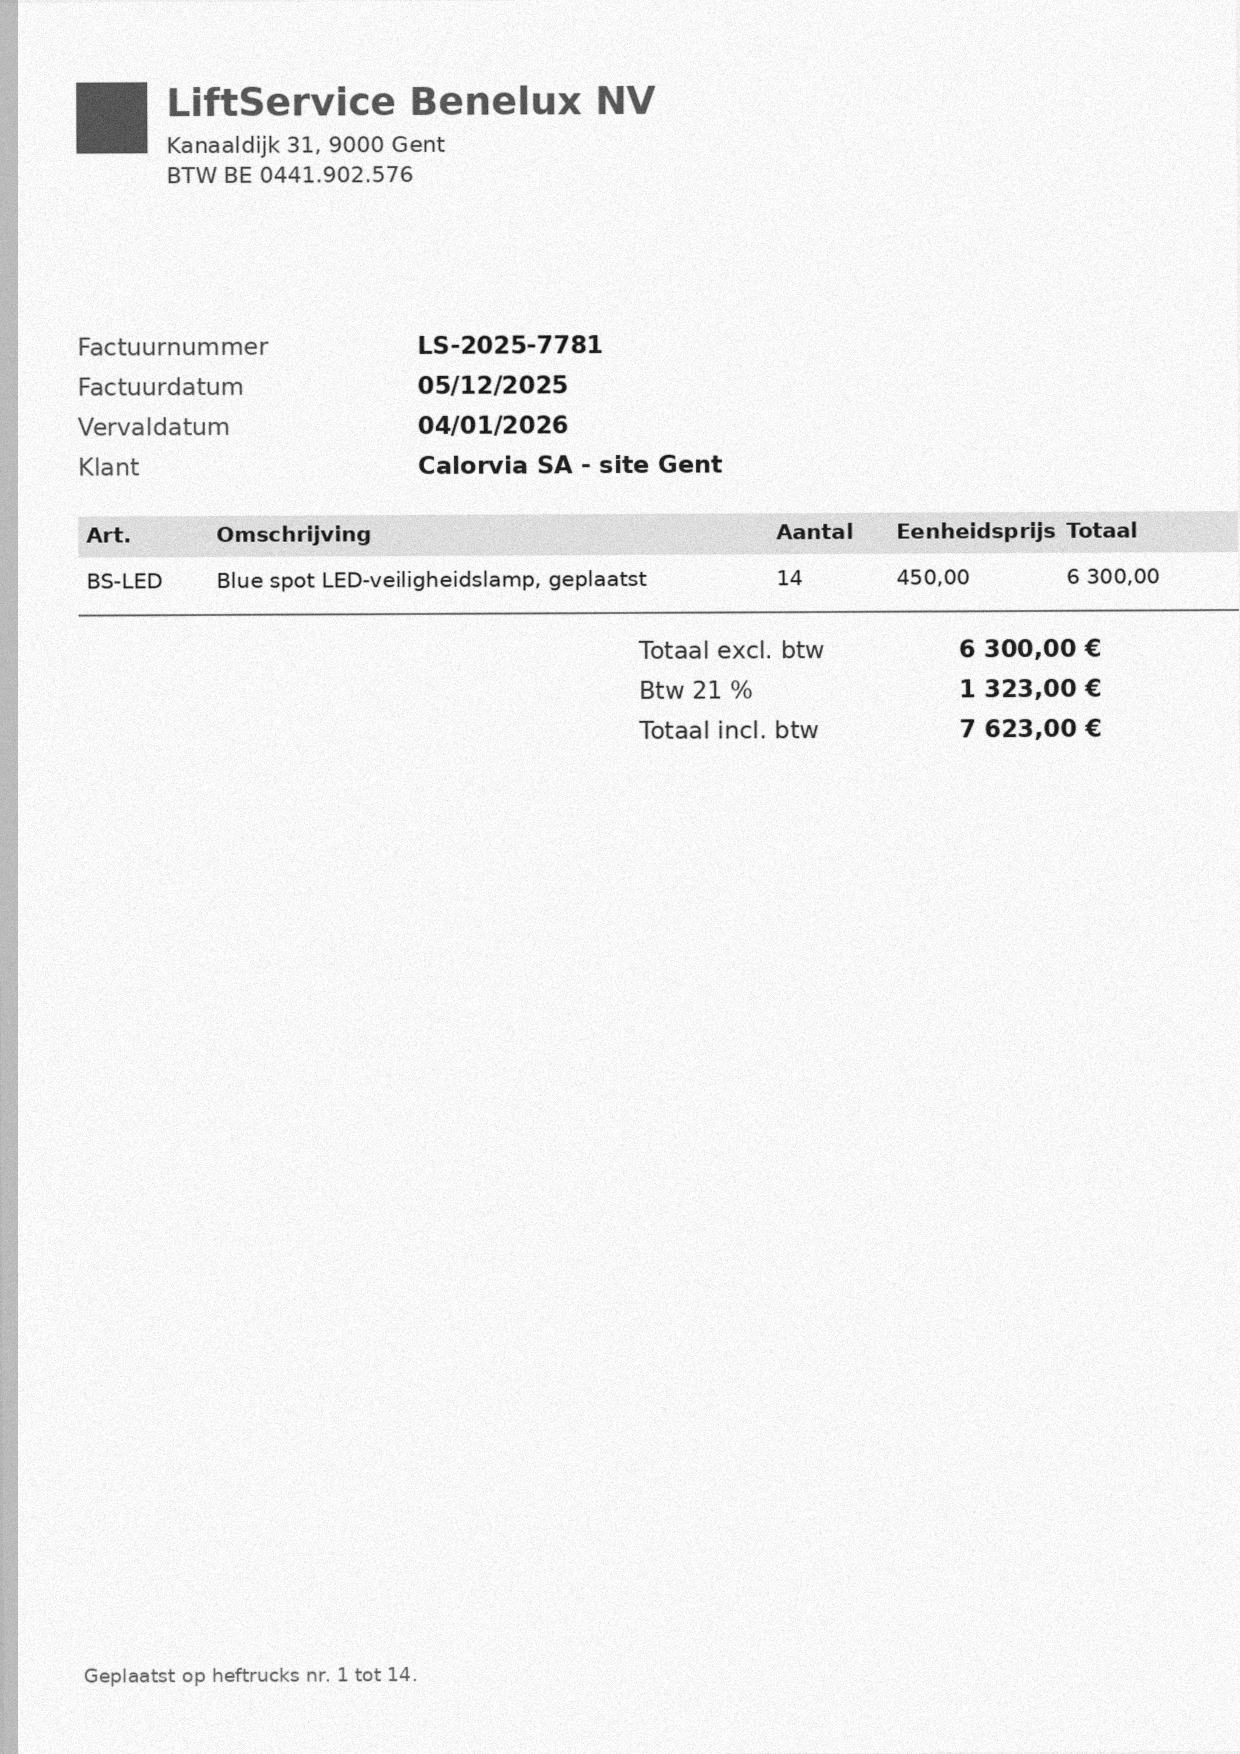 LiftService Benelux NV
Kanaaldijk 31, 9000 Gent
BTW BE 0441.902.576
Factuurnummer LS-2025-7781
Factuurdatum 05/12/2025
Vervaldatum 04/01/2026
Klant Calorvia SA - site Gent
Art. Omschrijving Aantal Eenheidsprijs Totaal
BS-LED Blue spot LED-veiligheidslamp, geplaatst 14 450,00 6 300,00
Totaal excl. btw 6 300,00 €
Btw 21 % 1 323,00 €
Totaal incl. btw 7 623,00 €
Geplaatst op heftrucks nr. 1 tot 14.